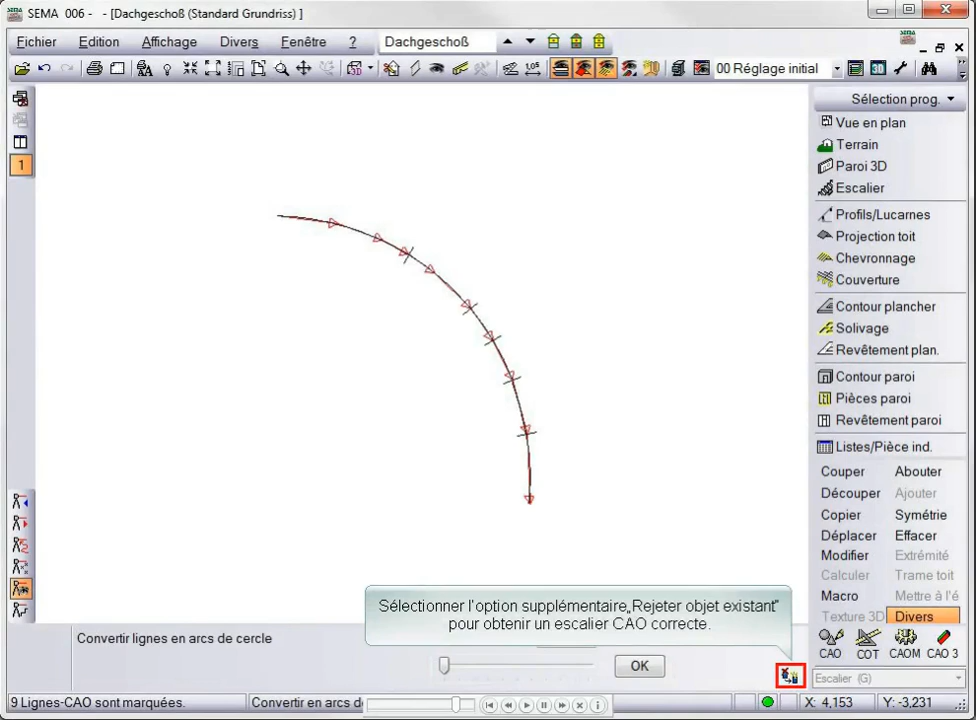 SEMA 006 - - [Dachgeschoß (Standard Grundriss) ]
Fichier Edition Affichage Divers Fenêtre ? Dachgeschoß
00 Réglage initial
1
Sélection prog.
Vue en plan
Terrain
Paroi 3D
Escalier
Profils/Lucarnes
Projection toit
Chevronnage
Couverture
Contour plancher
Solivage
Revêtement plan.
Contour paroi
Pièces paroi
Revêtement paroi
Listes/Pièce ind.
Couper Abouter
Découper Ajouter
Copier Symétrie
Déplacer Effacer
Modifier Extrémité
Calculer Trame toit
Macro Mettre à l'é
Texture 3D Divers
CAO COT CAOM CAO 3
Sélectionner l'option supplémentaire„Rejeter objet existant"
pour obtenir un escalier CAO correcte.
Convertir lignes en arcs de cercle
OK
Escalier (G)
9 Lignes-CAO sont marquées. Convertir en arcs d X: 4,153 Y: -3,231